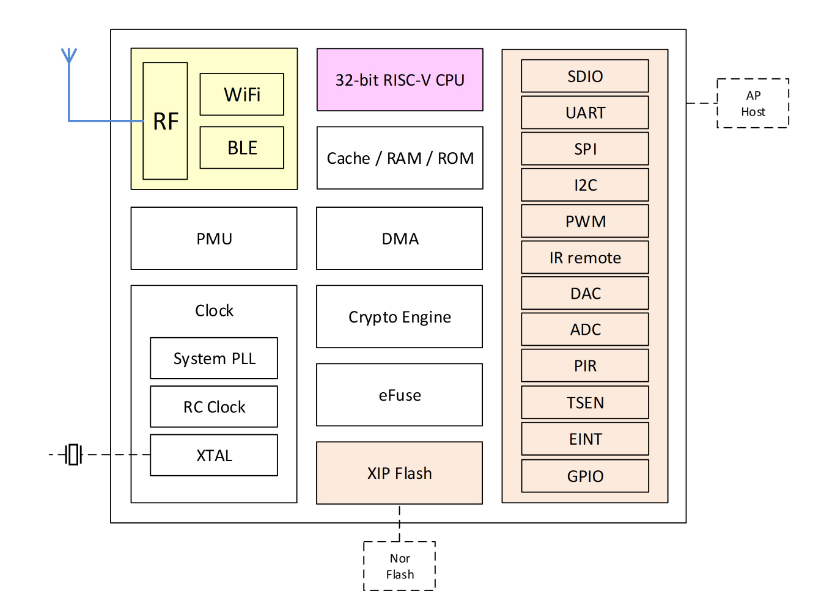 RF
WiFi
BLE
PMU
Clock
System PLL
RC Clock
XTAL
32-bit RISC-V CPU
Cache / RAM / ROM
DMA
Crypto Engine
eFuse
XIP Flash
Nor
Flash
SDIO
UART
SPI
I2C
PWM
IR remote
DAC
ADC
PIR
TSEN
EINT
GPIO
AP
Host